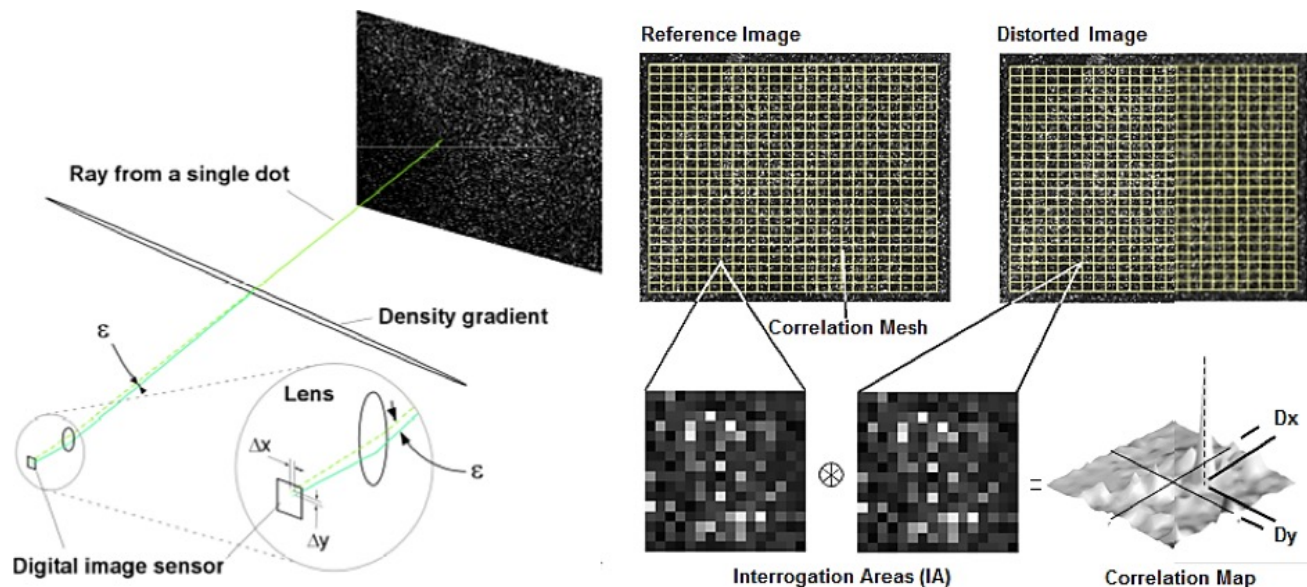 Ray from a single dot
Density gradient
ε
Lens
Δx
ε
Δy
Digital image sensor
Reference Image
Distorted Image
Correlation Mesh
Dx
=
Dy
Interrogation Areas (IA)
Correlation Map